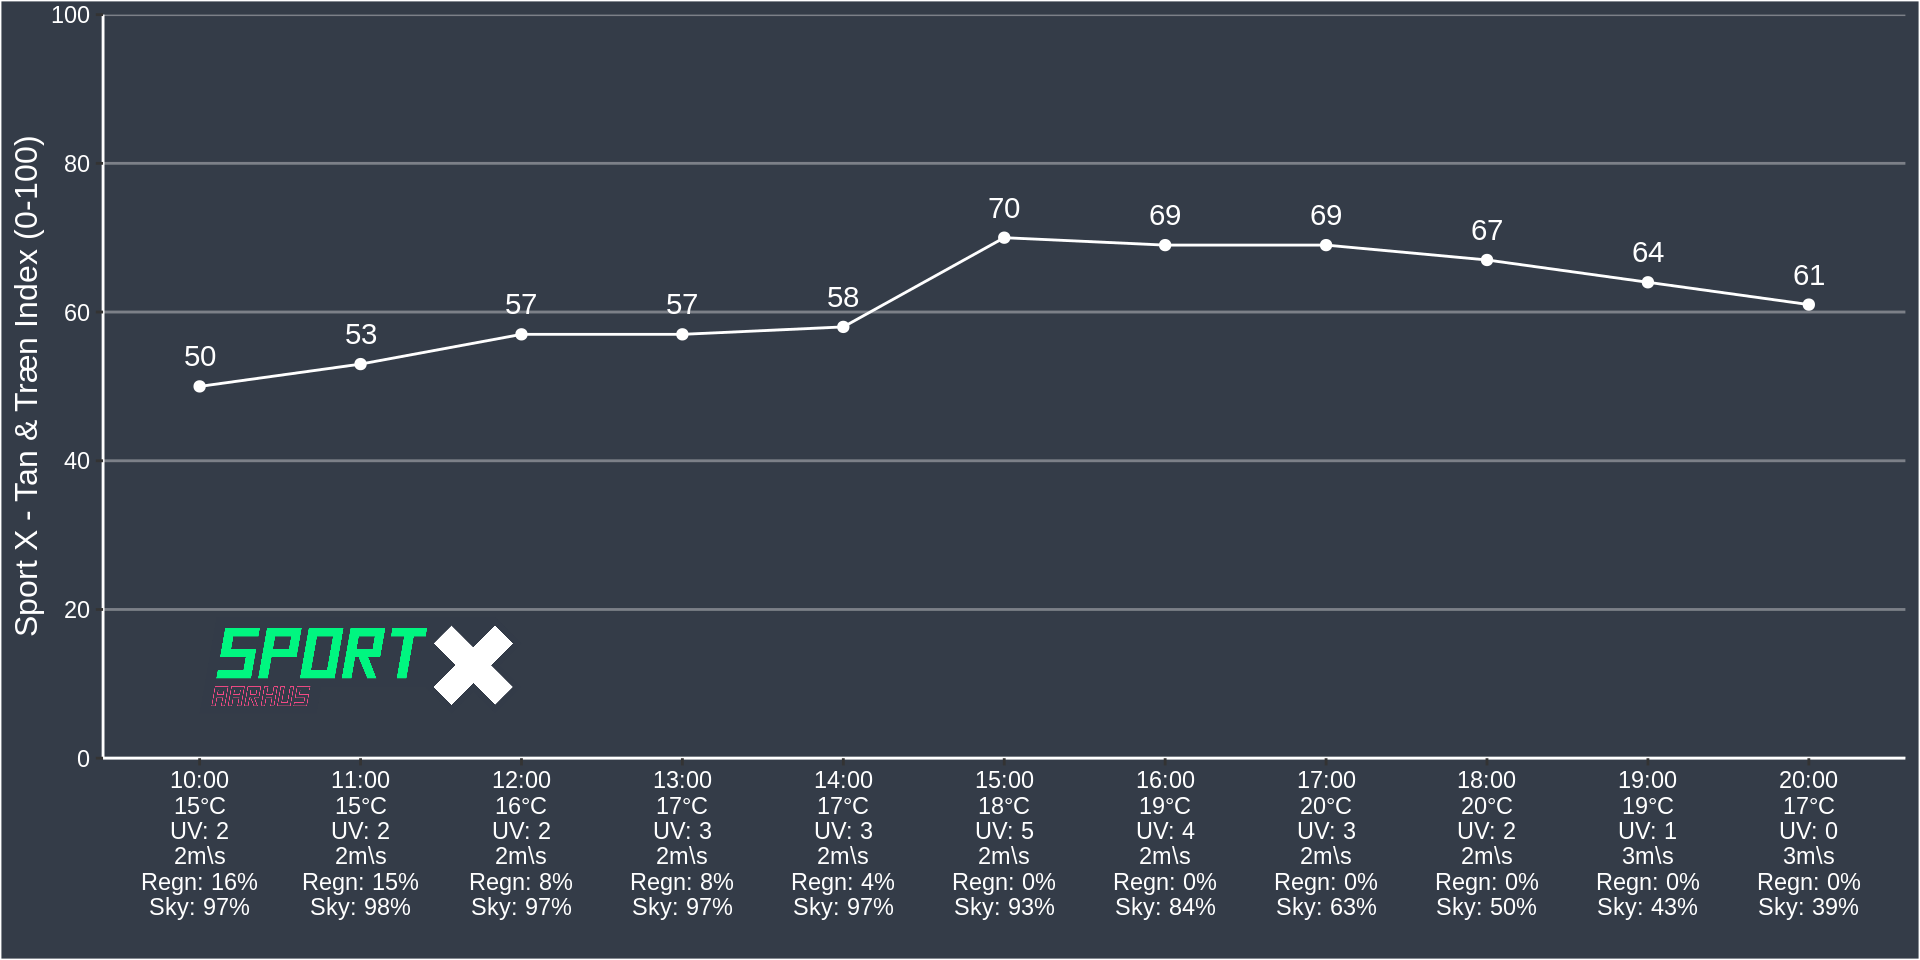 Sport X - Tan & Træn Index (0-100)
100
80
60
40
20
0
50
53
57
57
58
70
69
69
67
64
61
SPORT X
AARHUS
10:00 11:00 12:00 13:00 14:00 15:00 16:00 17:00 18:00 19:00 20:00
15°C 15°C 16°C 17°C 17°C 18°C 19°C 20°C 20°C 19°C 17°C
UV: 2 UV: 2 UV: 2 UV: 3 UV: 3 UV: 5 UV: 4 UV: 3 UV: 2 UV: 1 UV: 0
2m\s 2m\s 2m\s 2m\s 2m\s 2m\s 2m\s 2m\s 2m\s 3m\s 3m\s
Regn: 16% Regn: 15% Regn: 8% Regn: 8% Regn: 4% Regn: 0% Regn: 0% Regn: 0% Regn: 0% Regn: 0% Regn: 0%
Sky: 97% Sky: 98% Sky: 97% Sky: 97% Sky: 97% Sky: 93% Sky: 84% Sky: 63% Sky: 50% Sky: 43% Sky: 39%